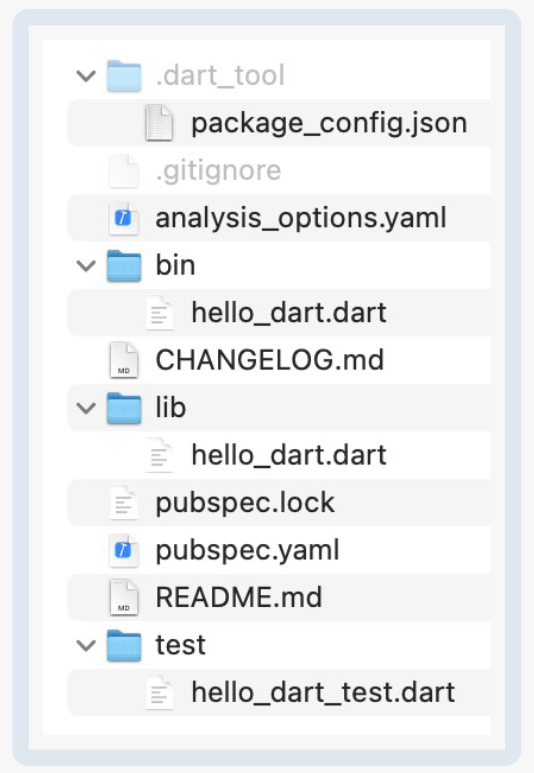 .dart_tool
package_config.json
.gitignore
analysis_options.yaml
bin
hello_dart.dart
MD CHANGELOG.md
lib
hello_dart.dart
pubspec.lock
pubspec.yaml
MD README.md
test
hello_dart_test.dart